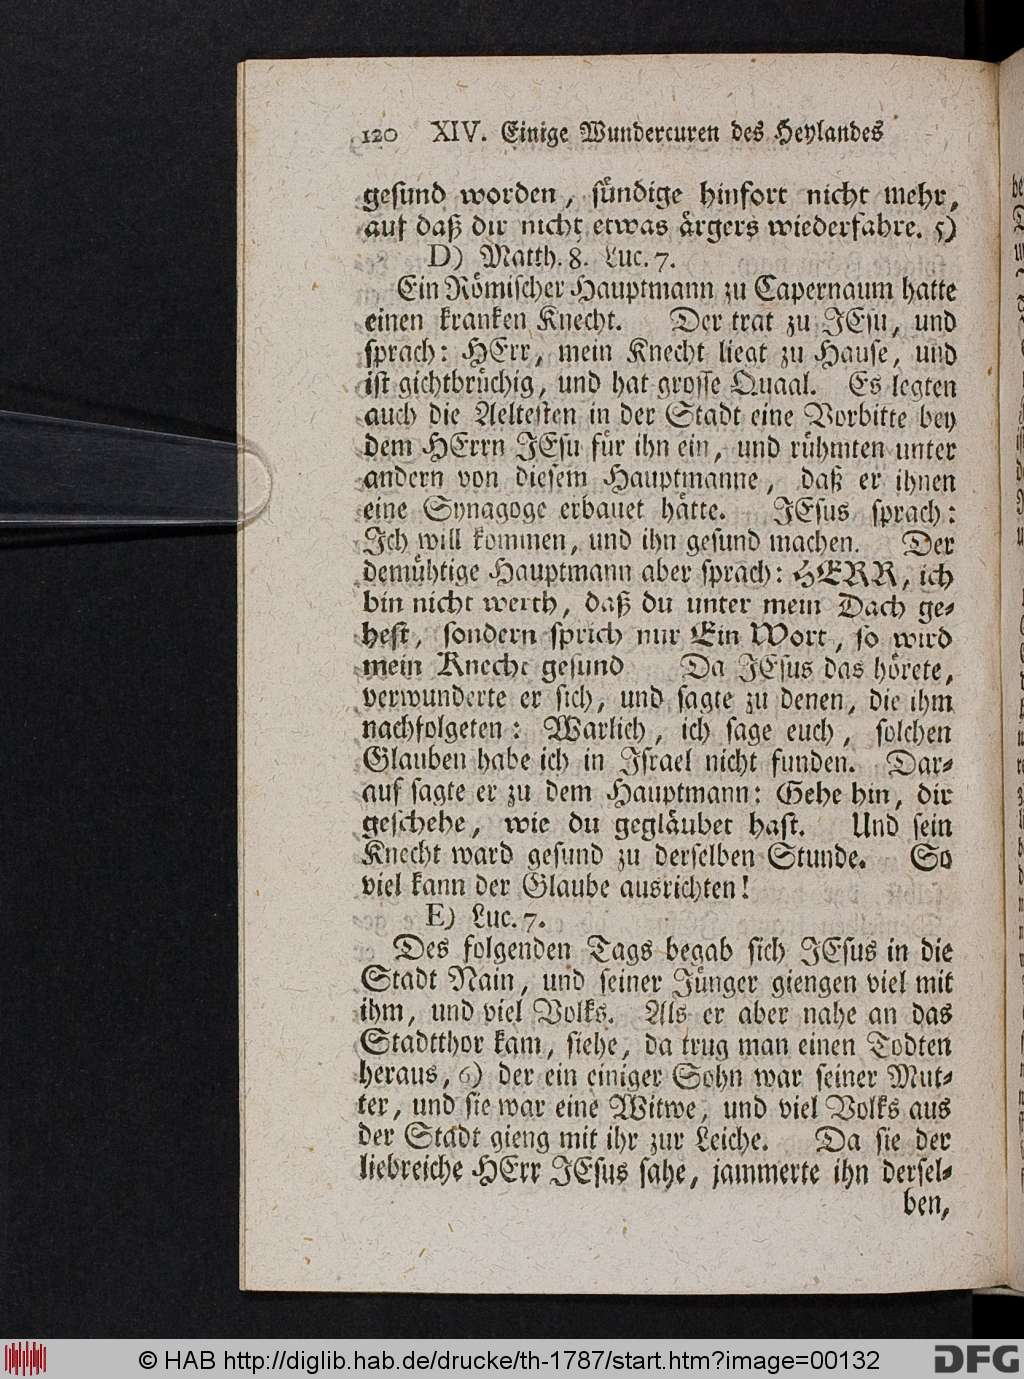 120 XIV. Einige Wundercuren des Heylandes
gesund worden, sündige hinfort nicht mehr,
auf daß dir nicht etwas ärgers wiederfahre. 5)
D) Matth. 8. Luc. 7.
Ein Römischer Hauptmann zu Capernaum hatte
einen kranken Knecht. Der trat zu JEsu, und
sprach: HErr, mein Knecht liegt zu Hause, und
ist gichtbrüchig, und hat grosse Quaal. Es legten
auch die Aeltesten in der Stadt eine Vorbitte bey
dem HErrn JEsu für ihn ein, und rühmten unter
andern von diesem Hauptmanne, daß er ihnen
eine Synagoge erbauet hätte. JEsus sprach:
Ich will kommen, und ihn gesund machen. Der
demühtige Hauptmann aber sprach: HERR, ich
bin nicht werth, daß du unter mein Dach ge-
hest, sondern sprich nur Ein Wort, so wird
mein Knecht gesund Da JEsus das hörete,
verwunderte er sich, und sagte zu denen, die ihm
nachfolgeten: Warlich, ich sage euch, solchen
Glauben habe ich in Israel nicht funden. Dar-
auf sagte er zu dem Hauptmann: Gehe hin, dir
geschehe, wie du gegläubet hast. Und sein
Knecht ward gesund zu derselben Stunde. So
viel kann der Glaube ausrichten!
E) Luc. 7.
Des folgenden Tags begab sich JEsus in die
Stadt Nain, und seiner Jünger giengen viel mit
ihm, und viel Volks. Als er aber nahe an das
Stadtthor kam, siehe, da trug man einen Todten
heraus, 6) der ein einiger Sohn war seiner Mut-
ter, und sie war eine Witwe, und viel Volks aus
der Stadt gieng mit ihr zur Leiche. Da sie der
liebreiche HErr JEsus sahe, jammerte ihn dersel-
ben,
© HAB http://diglib.hab.de/drucke/th-1787/start.htm?image=00132
DFG